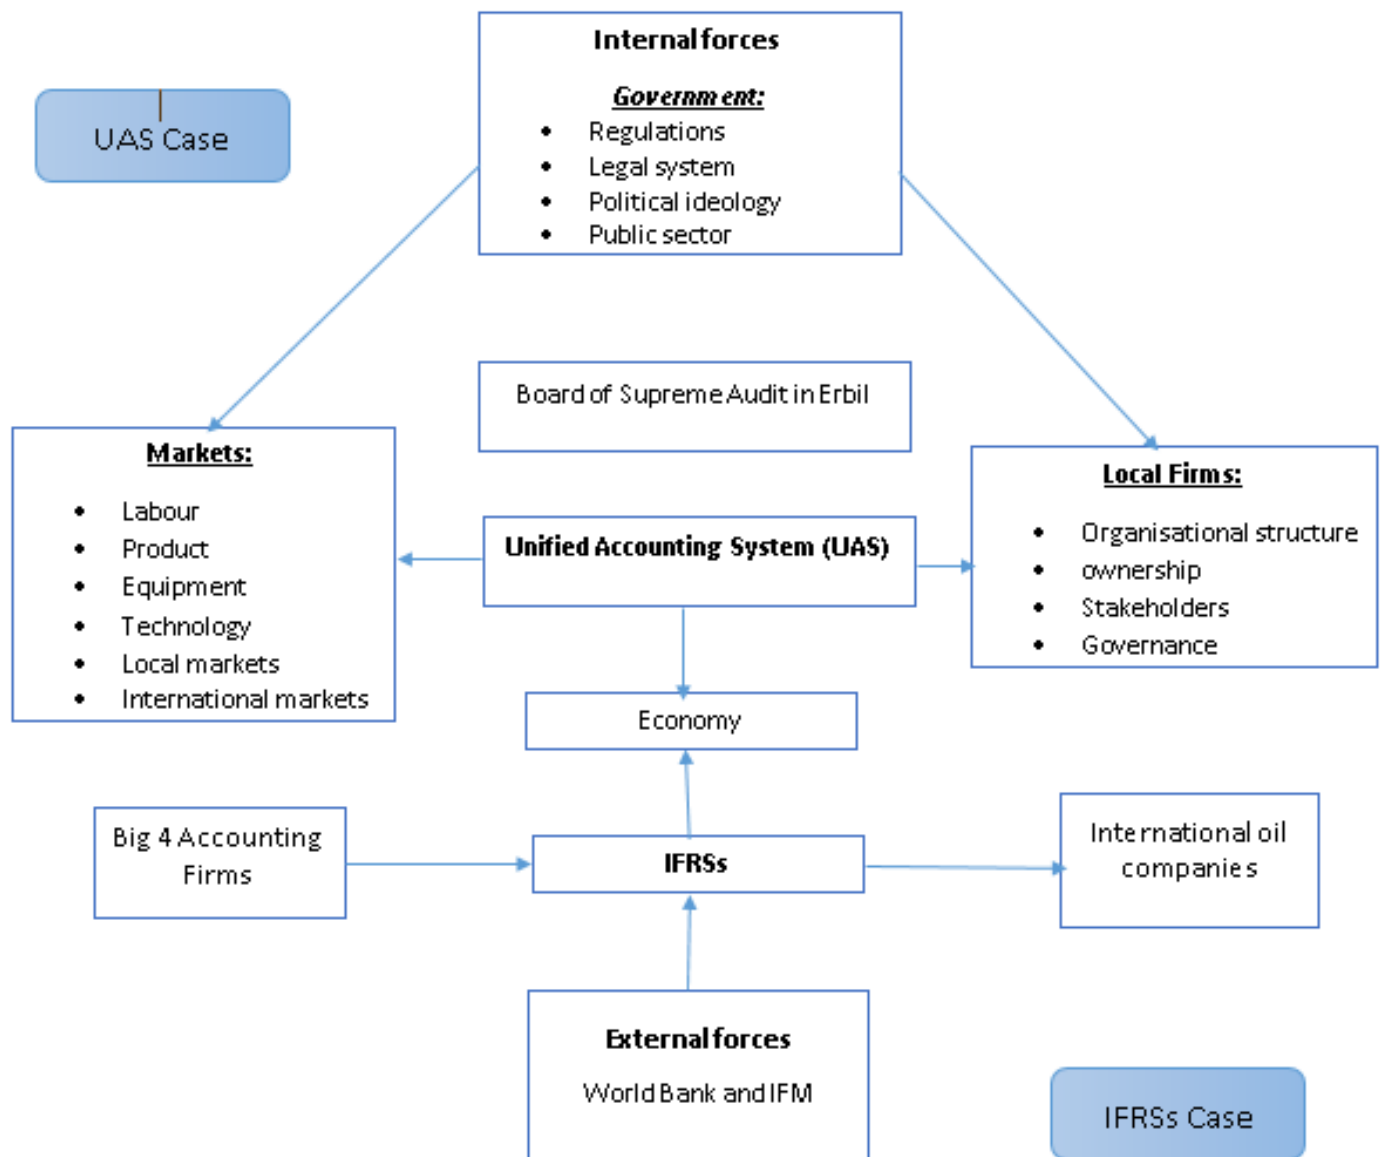 Internal forces
Government:
• Regulations
• Legal system
• Political ideology
• Public sector
UAS Case
Board of Supreme Audit in Erbil
Markets:
• Labour
• Product
• Equipment
• Technology
• Local markets
• International markets
Unified Accounting System (UAS)
Local Firms:
• Organisational structure
• ownership
• Stakeholders
• Governance
Economy
Big 4 Accounting
Firms
IFRSs
International oil
companies
External forces
World Bank and IFM
IFRSs Case